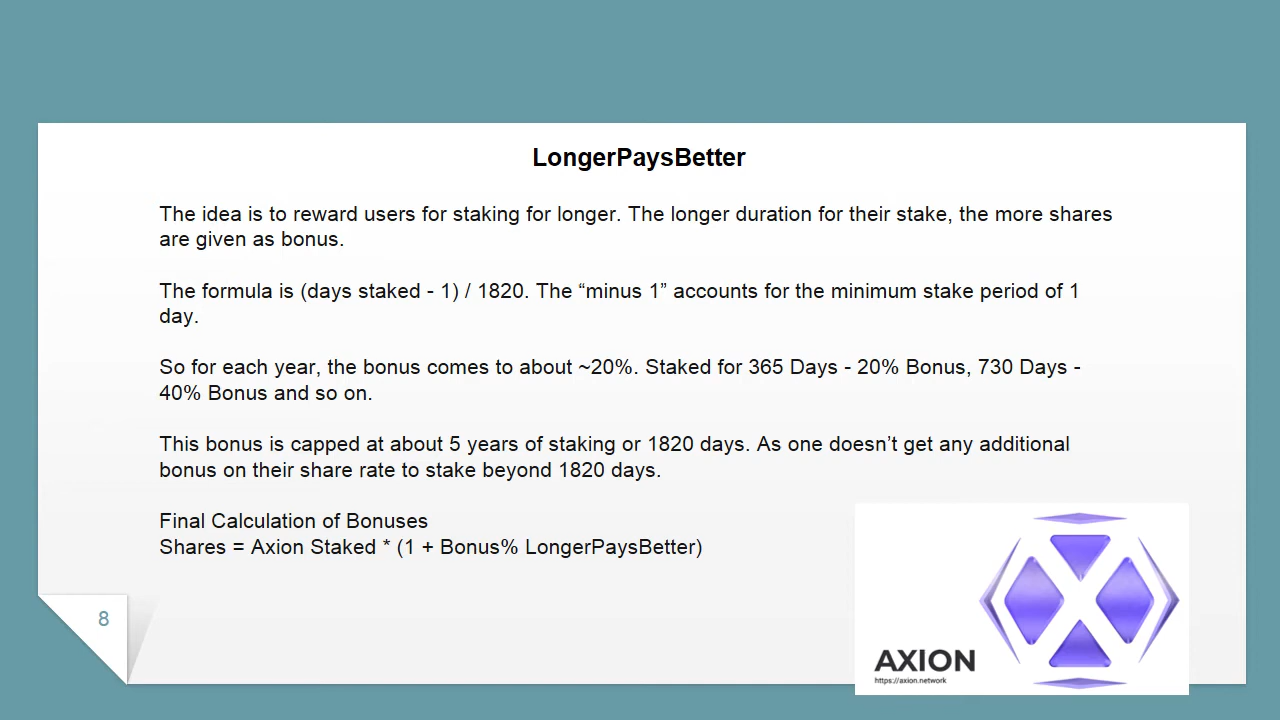 LongerPaysBetter
The idea is to reward users for staking for longer. The longer duration for their stake, the more shares
are given as bonus.
The formula is (days staked - 1) / 1820. The “minus 1” accounts for the minimum stake period of 1
day.
So for each year, the bonus comes to about ~20%. Staked for 365 Days - 20% Bonus, 730 Days -
40% Bonus and so on.
This bonus is capped at about 5 years of staking or 1820 days. As one doesn’t get any additional
bonus on their share rate to stake beyond 1820 days.
Final Calculation of Bonuses
Shares = Axion Staked * (1 + Bonus% LongerPaysBetter)
8
AXION
https://axion.network